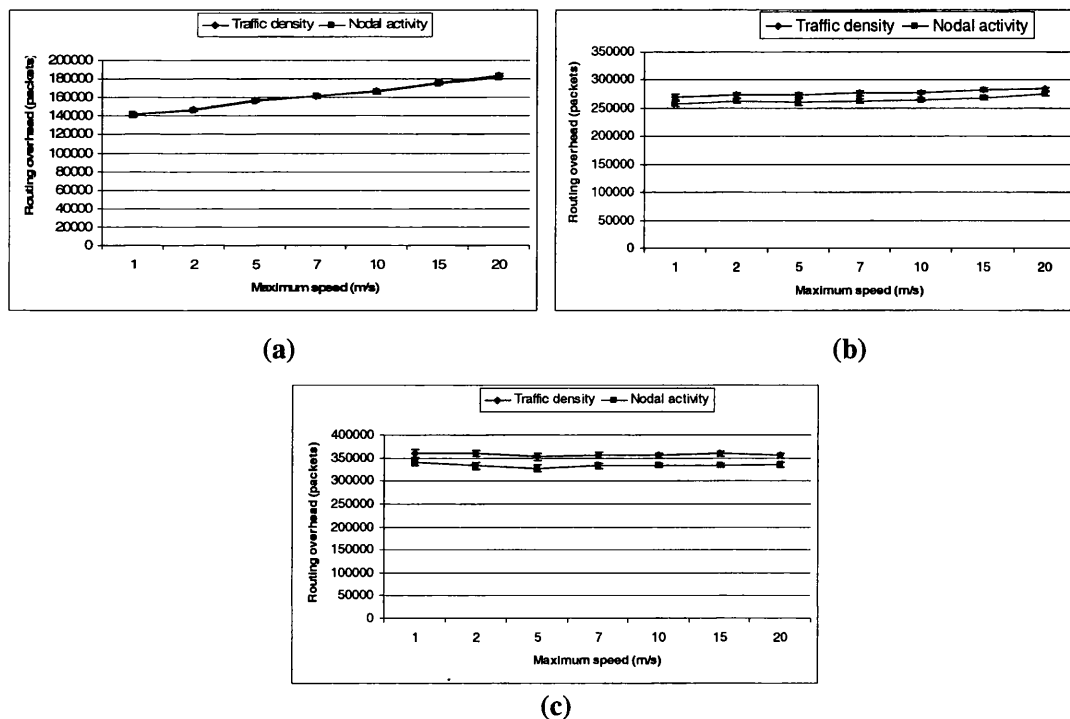 Traffic density Nodal activity
Routing overhead (packets)
200000
180000
160000
140000
120000
100000
80000
60000
40000
20000
0
1 2 5 7 10 15 20
Maximum speed (m/s)
(a)
Traffic density Nodal activity
Routing overhead (packets)
350000
300000
250000
200000
150000
100000
50000
0
1 2 5 7 10 15 20
Maximum speed (m/s)
(b)
Traffic density Nodal activity
Routing overhead (packets)
400000
350000
300000
250000
200000
150000
100000
50000
0
1 2 5 7 10 15 20
Maximum speed (m/s)
(c)